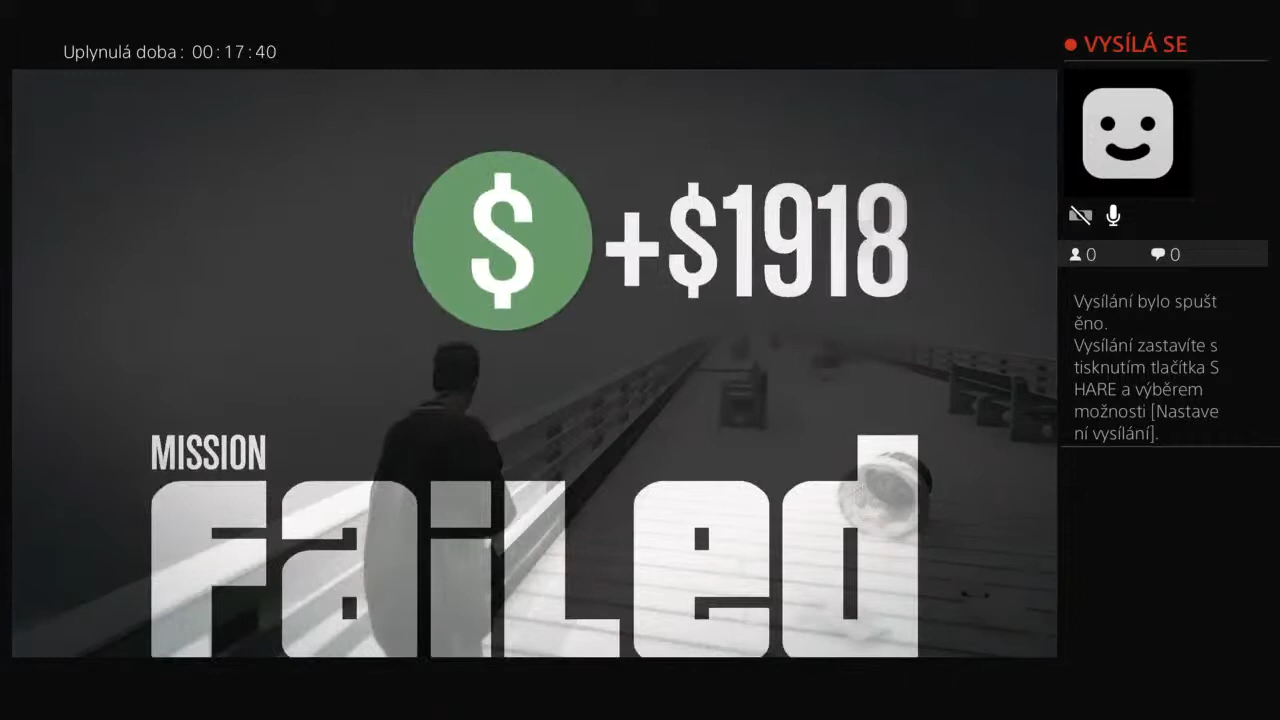 Uplynulá doba: 00:17:40
VYSÍLÁ SE
$ +$1918
0 0
MISSION
FAILED
Vysílání bylo spušt
ěno.
Vysílání zastavíte s
tisknutím tlačítka S
HARE a výběrem
možnosti [Nastave
ní vysílání].